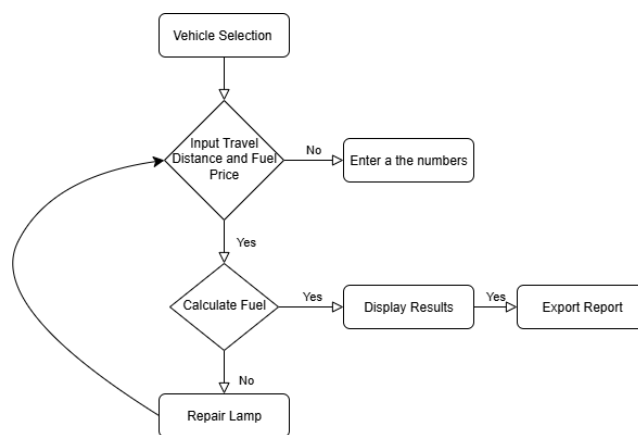 Vehicle Selection
Input Travel
Distance and Fuel
Price
No
Enter a the numbers
Yes
Calculate Fuel
Yes
Display Results
Yes
Export Report
No
Repair Lamp